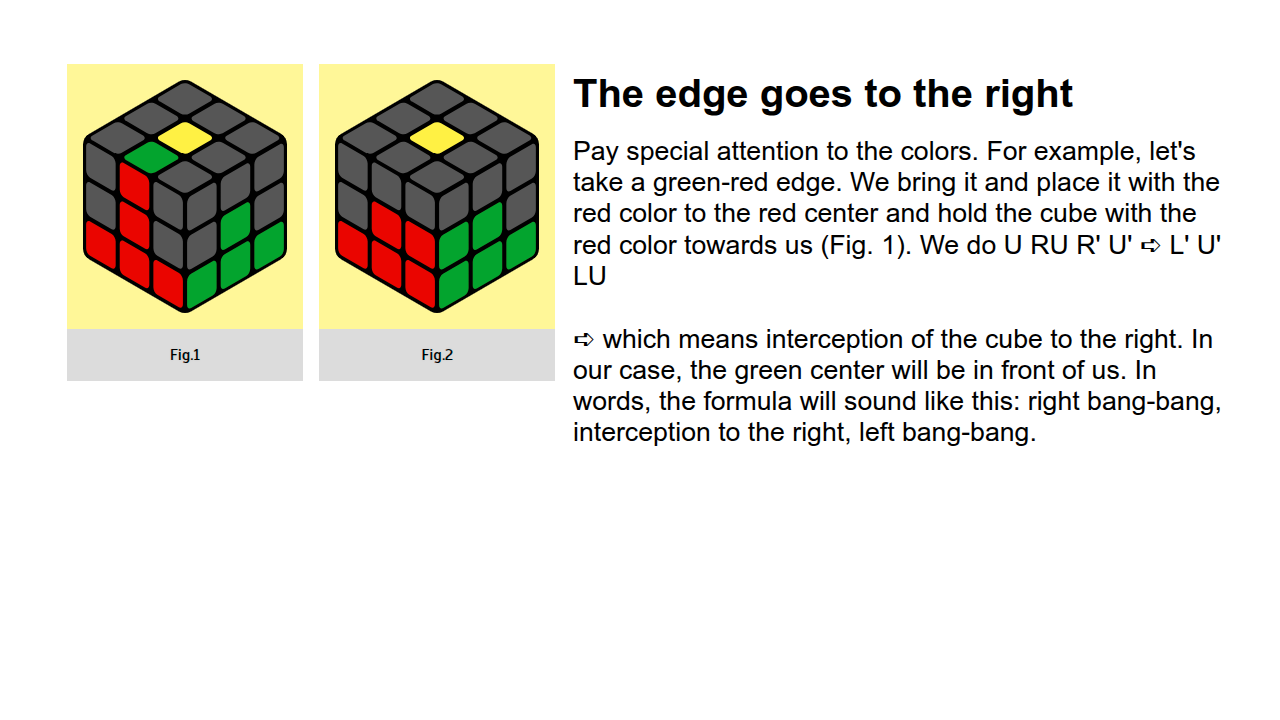 The edge goes to the right
Pay special attention to the colors. For example, let's
take a green-red edge. We bring it and place it with the
red color to the red center and hold the cube with the
red color towards us (Fig. 1). We do U RU R' U' ➪ L' U'
LU
➪ which means interception of the cube to the right. In
our case, the green center will be in front of us. In
words, the formula will sound like this: right bang-bang,
interception to the right, left bang-bang.
Fig.1
Fig.2